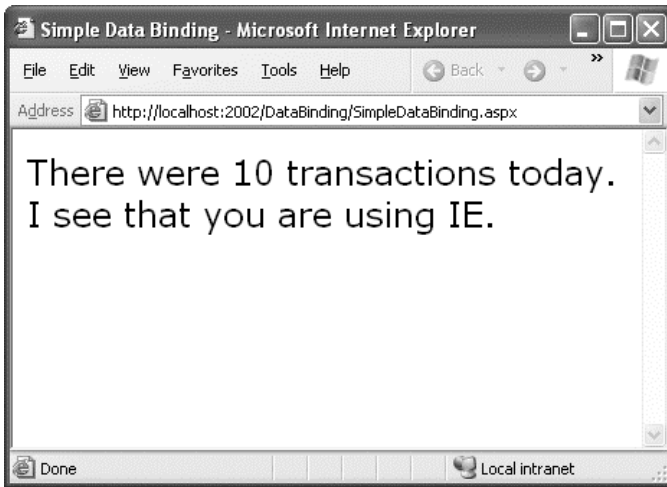 Simple Data Binding - Microsoft Internet Explorer
File Edit View Favorites Tools Help Back »
Address http://localhost:2002/DataBinding/SimpleDataBinding.aspx
There were 10 transactions today.
I see that you are using IE.
Done Local intranet